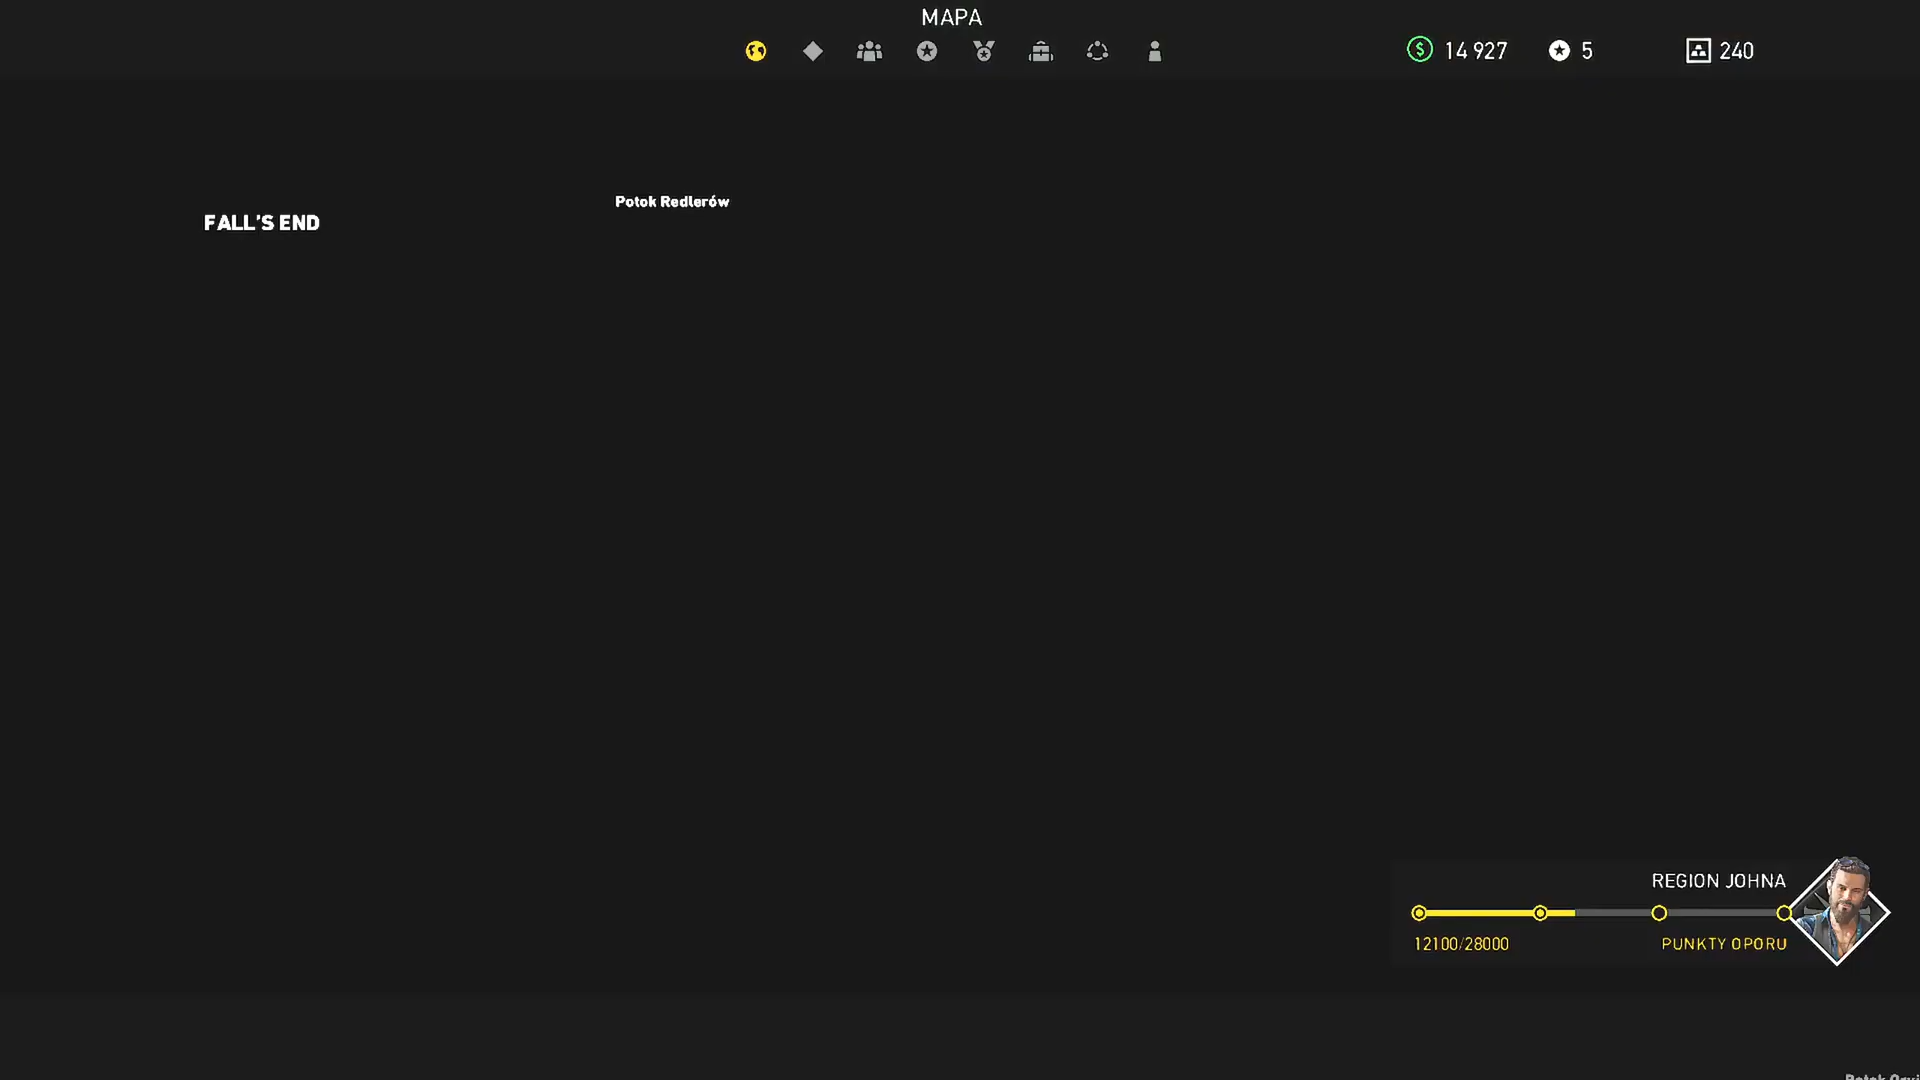 MAPA
14 927
5
240
Potok Redlerów
FALL'S END
REGION JOHNA
12100/28000
PUNKTY OPORU